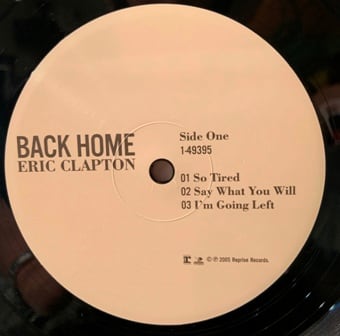 BACK HOME
ERIC CLAPTON
Side One
1-49395
01 So Tired
02 Say What You Will
03 I'm Going Left
©℗ 2005 Reprise Records.